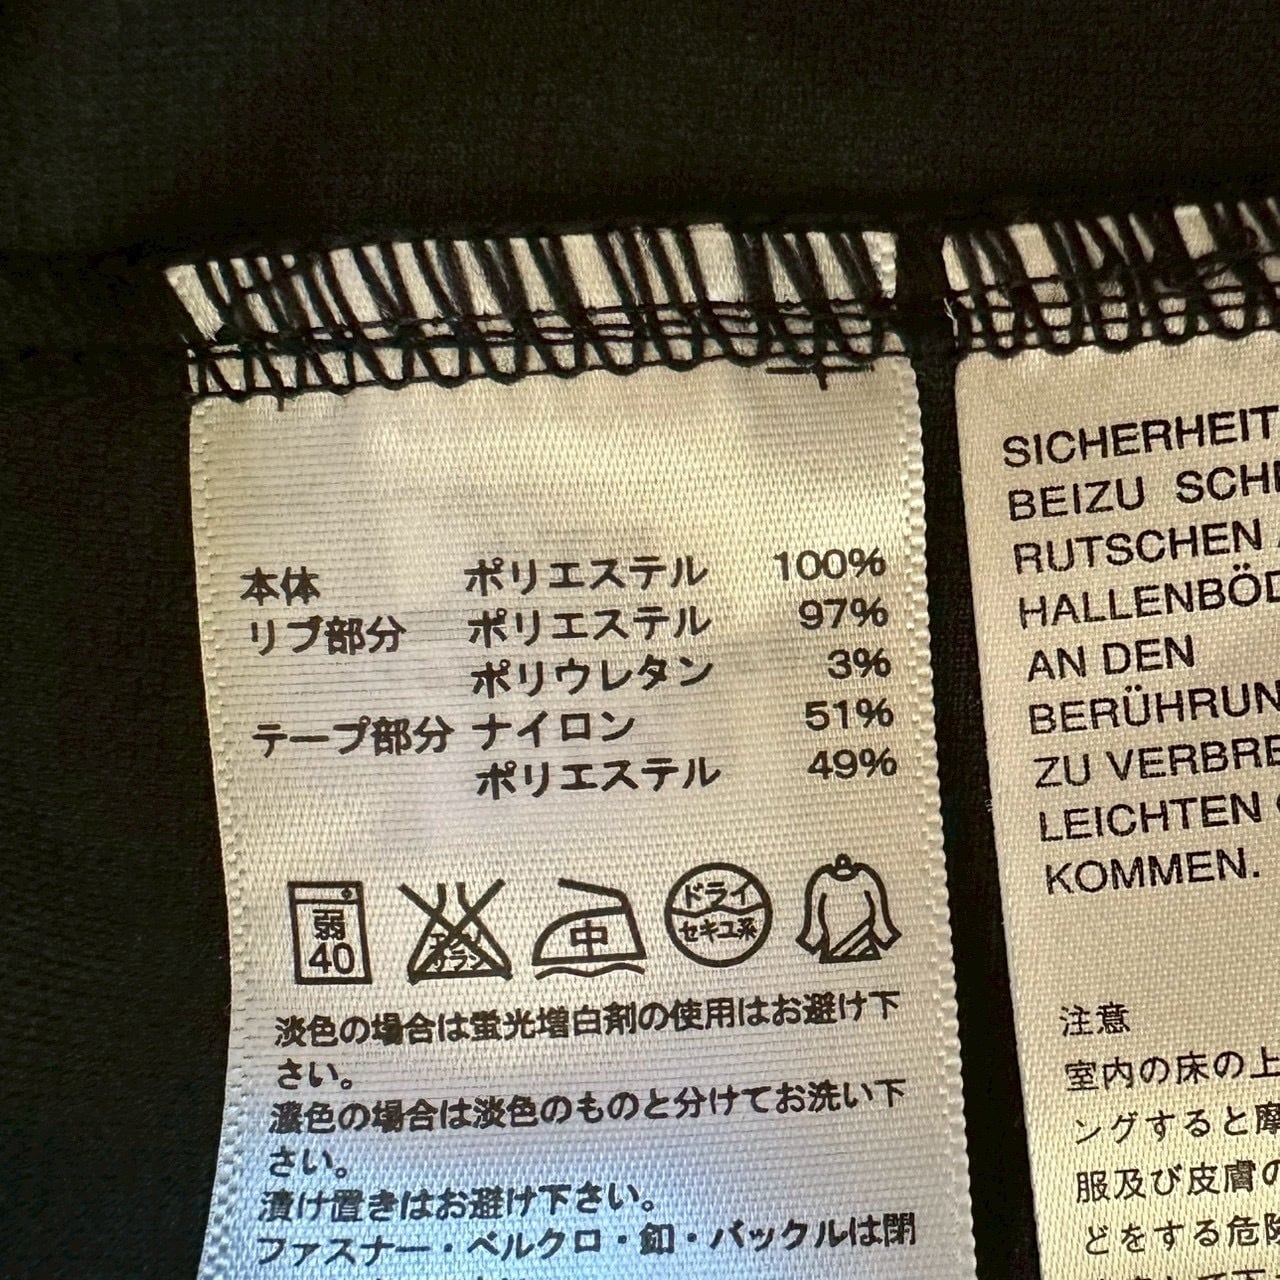 本体 ポリエステル 100%
リブ部分 ポリエステル 97%
ポリウレタン 3%
テープ部分 ナイロン 51%
ポリエステル 49%
弱
40
エンソ
サラシ
中
ドライ
セキユ系
淡色の場合は蛍光増白剤の使用はお避け下
さい。
濃色の場合は淡色のものと分けてお洗い下
さい。
漬け置きはお避け下さい。
ファスナー・ベルクロ・釦・バックルは閉
SICHERHEIT
BEIZU SCH
RUTSCHEN
HALLENBÖD
AN DEN
BERÜHRUN
ZU VERBRE
LEICHTEN
KOMMEN.
注意
室内の床の上
ングすると摩
服及び皮膚の
どをする危険